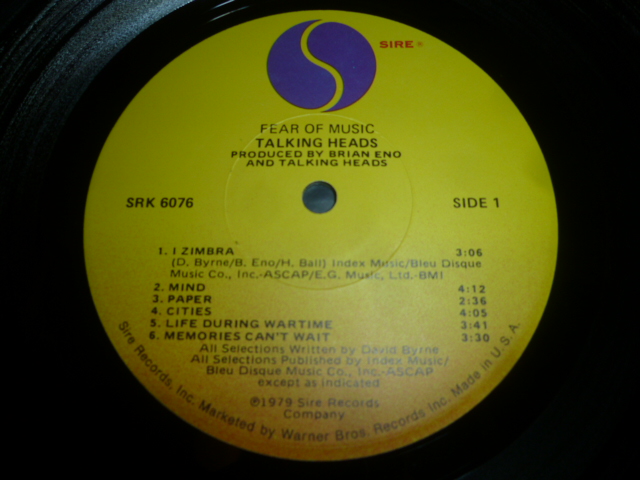 SIRE®
FEAR OF MUSIC
TALKING HEADS
PRODUCED BY BRIAN ENO
AND TALKING HEADS
SRK 6076
SIDE 1
1. I ZIMBRA 3:06
(D. Byrne/B. Eno/H. Ball) Index Music/Bleu Disque
Music Co., Inc.-ASCAP/E.G. Music, Ltd.-BMI
2. MIND 4:12
3. PAPER 2:36
4. CITIES 4:05
5. LIFE DURING WARTIME 3:41
6. MEMORIES CAN'T WAIT 3:30
All Selections Written by David Byrne
All Selections Published by Index Music/
Bleu Disque Music Co., Inc.-ASCAP
except as indicated
℗1979 Sire Records
Company
Sire Records, Inc. Marketed by Warner Bros. Records Inc. Made in U.S.A.